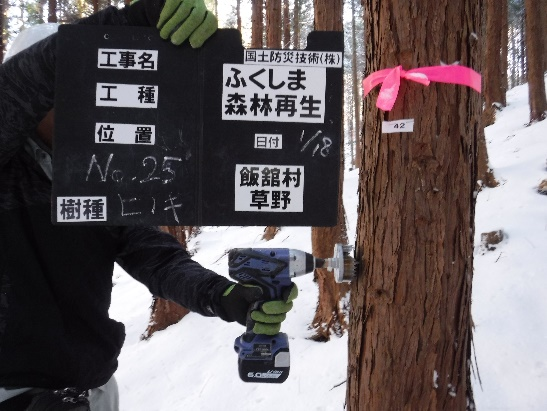 国土防災技術(株)
工事名
ふくしま
森林再生
工種
位置
日付 1/18
No.25
飯舘村
草野
樹種 ヒノキ
42
6.0